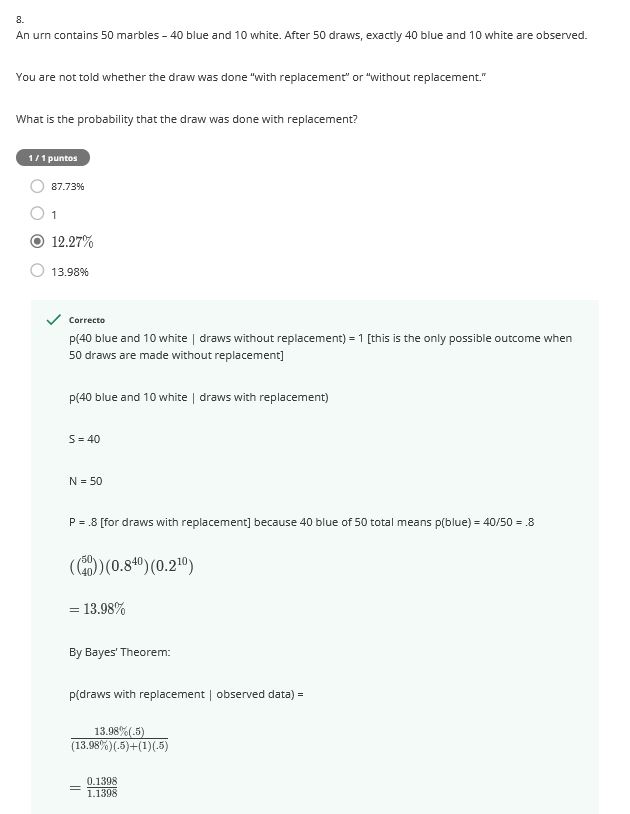 8.
An urn contains 50 marbles – 40 blue and 10 white. After 50 draws, exactly 40 blue and 10 white are observed.
You are not told whether the draw was done "with replacement" or "without replacement."
What is the probability that the draw was done with replacement?
1 / 1 puntos
87.73%
1
12.27%
13.98%
Correcto
p(40 blue and 10 white | draws without replacement) = 1 [this is the only possible outcome when
50 draws are made without replacement]
p(40 blue and 10 white | draws with replacement)
S = 40
N = 50
P = .8 [for draws with replacement] because 40 blue of 50 total means p(blue) = 40/50 = .8
((50 40))(0.8^40)(0.2^10)
= 13.98%
By Bayes' Theorem:
p(draws with replacement | observed data) =
13.98%(.5)
(13.98%)(.5)+(1)(.5)
= 0.1398
1.1398